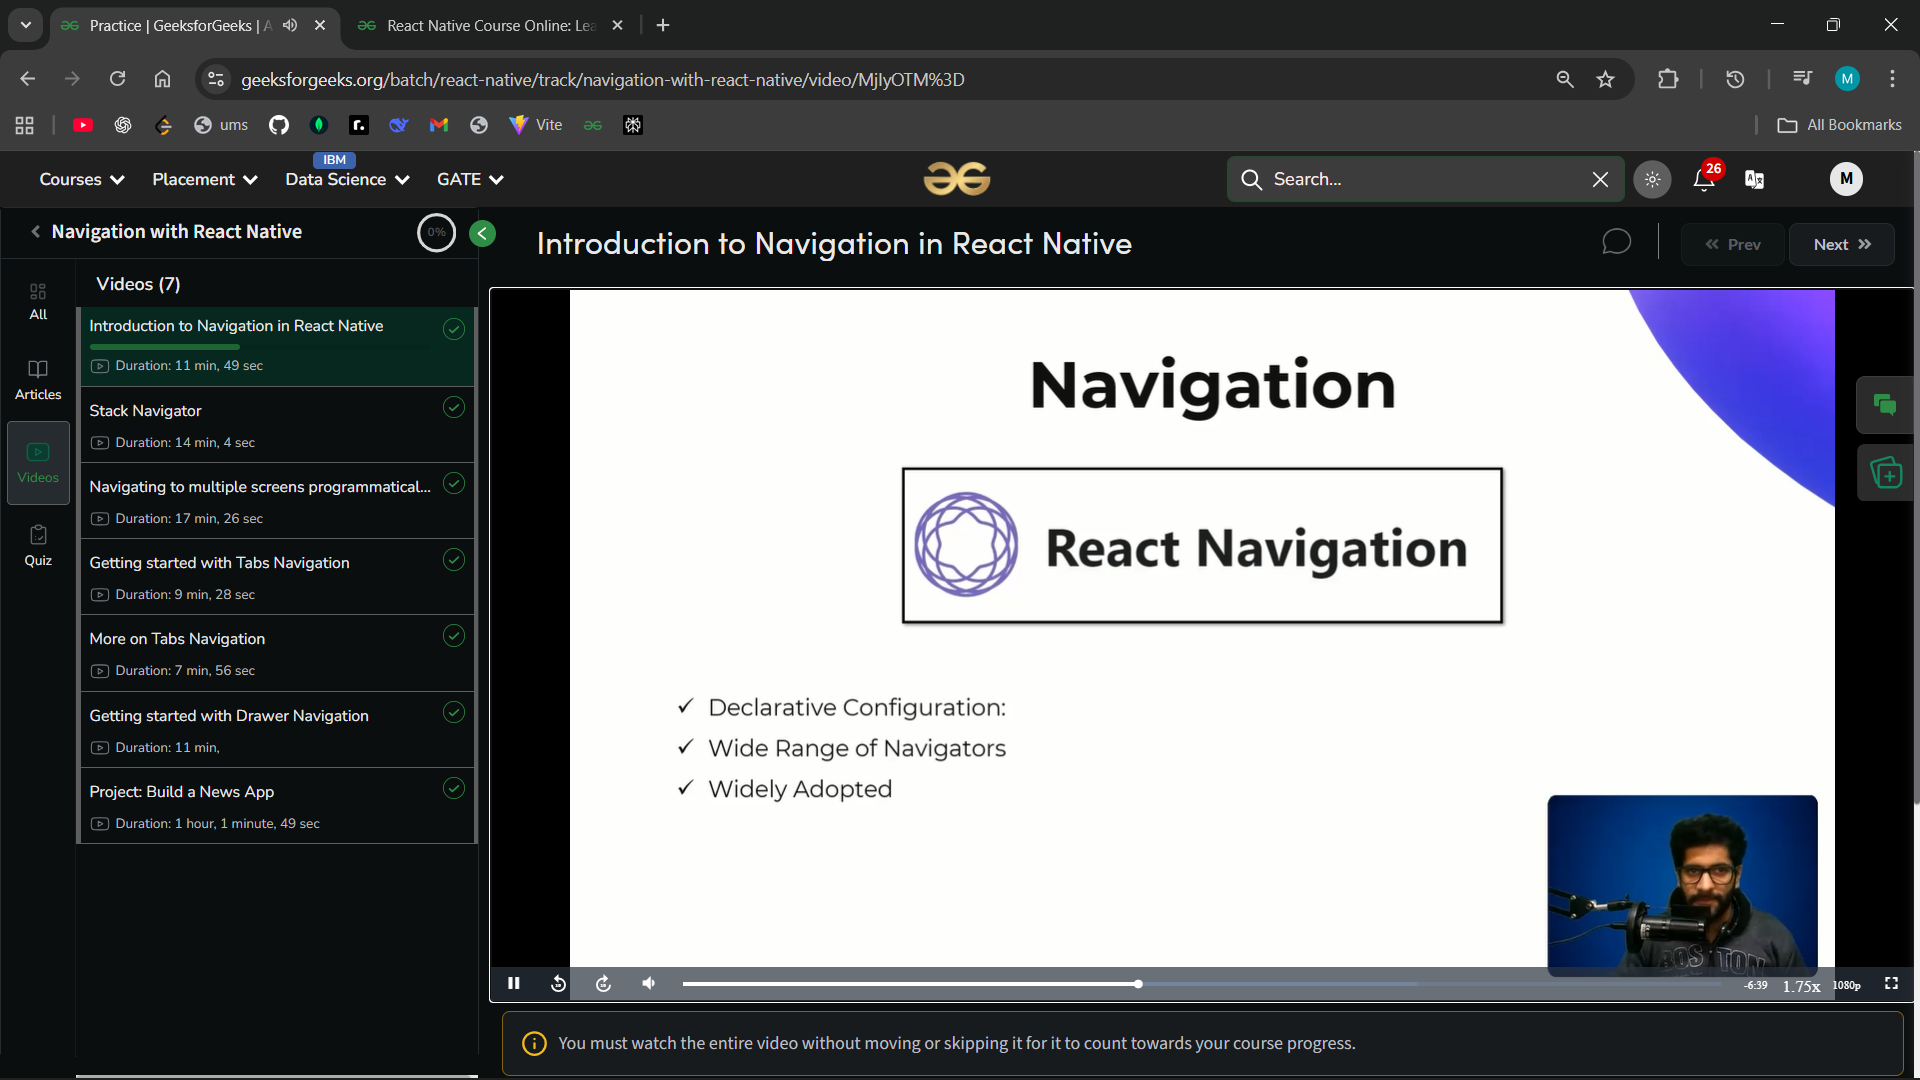 Practice | GeeksforGeeks | A
React Native Course Online: Lea
geeksforgeeks.org/batch/react-native/track/navigation-with-react-native/video/MjIyOTM%3D
M
ums
Vite
All Bookmarks
Courses
Placement
IBM
Data Science
GATE
Search...
26
M
Navigation with React Native
0%
Introduction to Navigation in React Native
Prev
Next
All
Articles
Videos
Quiz
Videos (7)
Introduction to Navigation in React Native
Duration: 11 min, 49 sec
Stack Navigator
Duration: 14 min, 4 sec
Navigating to multiple screens programmatical...
Duration: 17 min, 26 sec
Getting started with Tabs Navigation
Duration: 9 min, 28 sec
More on Tabs Navigation
Duration: 7 min, 56 sec
Getting started with Drawer Navigation
Duration: 11 min,
Project: Build a News App
Duration: 1 hour, 1 minute, 49 sec
Navigation
React Navigation
Declarative Configuration:
Wide Range of Navigators
Widely Adopted
-6:39
1.75x
1080p
You must watch the entire video without moving or skipping it for it to count towards your course progress.